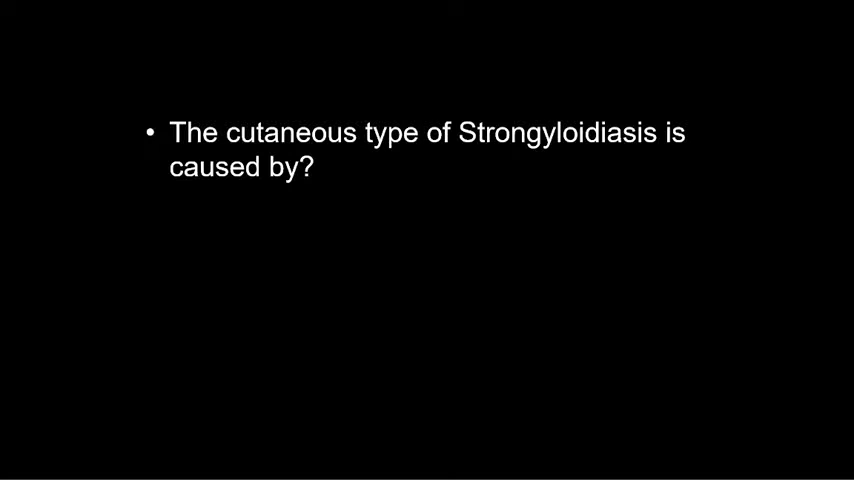 • The cutaneous type of Strongyloidiasis is
caused by?